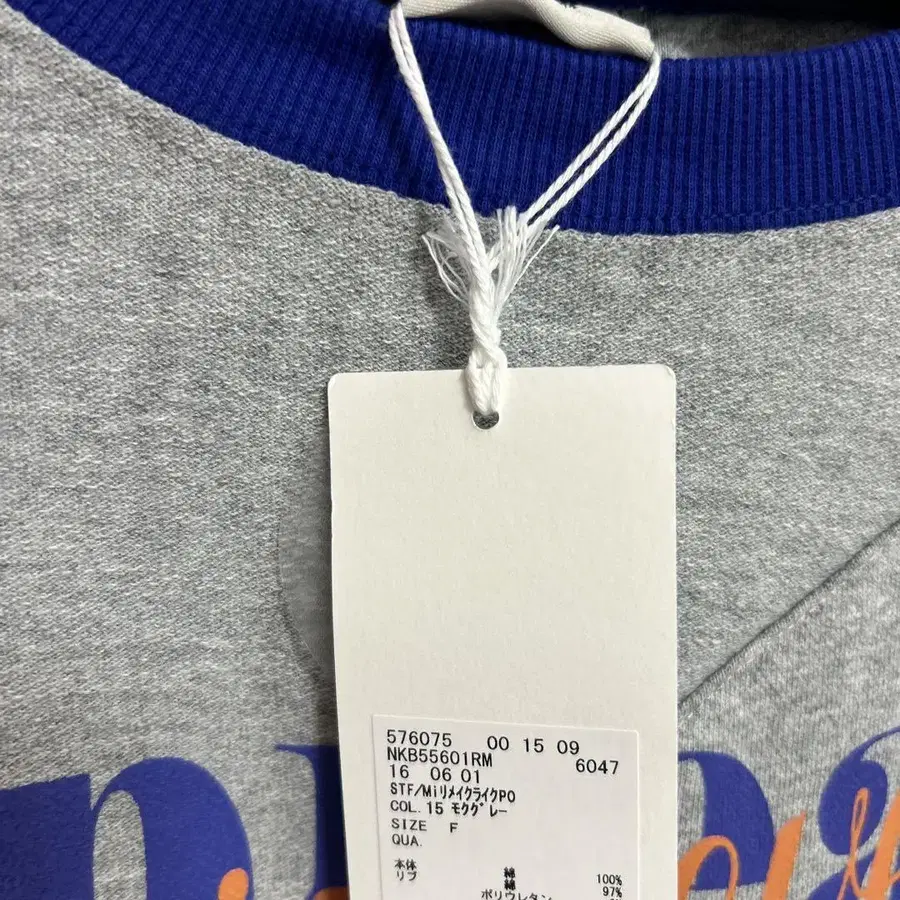 576075 00 15 09
NKB55601RM 6047
16 06 01
STF/MiリメイクライクPO
COL.15 モクグレー
SIZE F
QUA.
本体 綿 100%
リブ 綿 97%
ポリウレタン